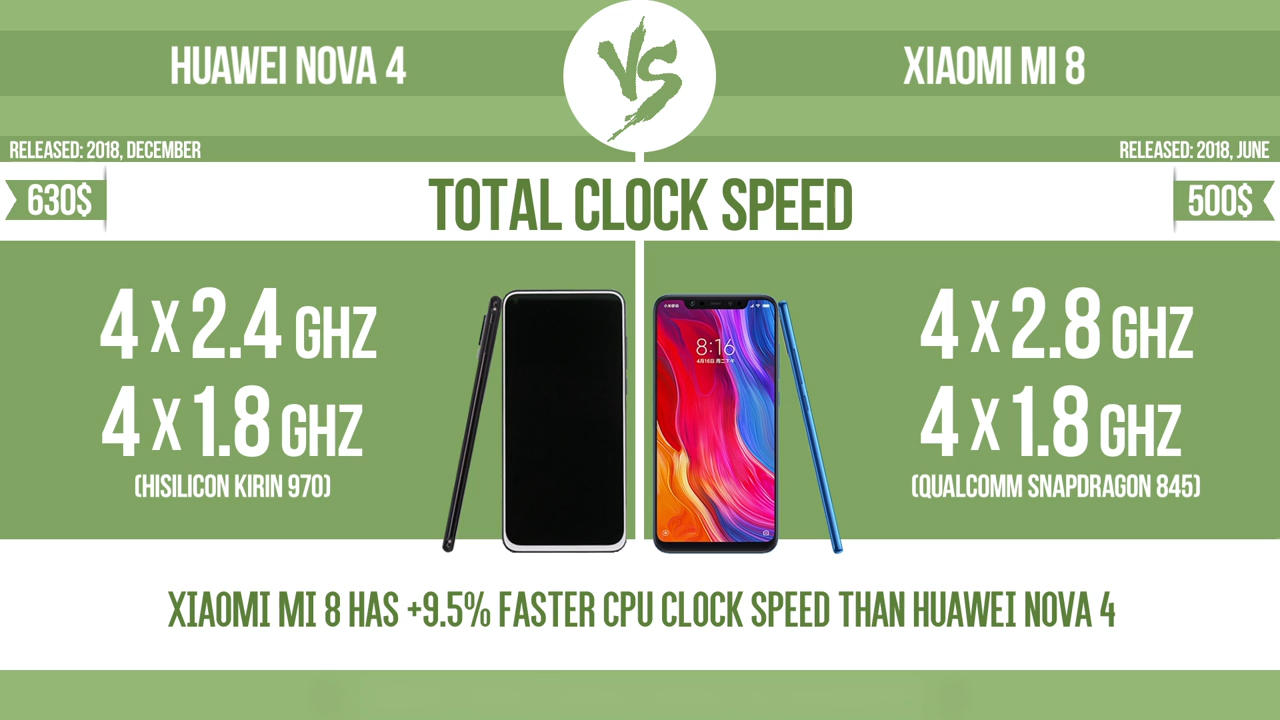 HUAWEI NOVA 4
VS
XIAOMI MI 8
RELEASED: 2018, DECEMBER
RELEASED: 2018, JUNE
630$
TOTAL CLOCK SPEED
500$
4 X 2.4 GHZ
4 X 1.8 GHZ
(HISILICON KIRIN 970)
8:16
4 X 2.8 GHZ
4 X 1.8 GHZ
(QUALCOMM SNAPDRAGON 845)
XIAOMI MI 8 HAS +9.5% FASTER CPU CLOCK SPEED THAN HUAWEI NOVA 4